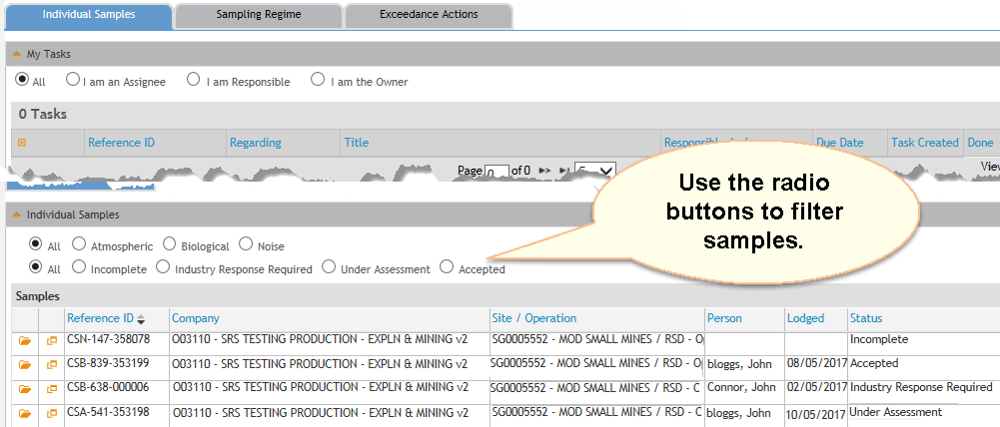 Individual Samples Sampling Regime Exceedance Actions
My Tasks
All I am an Assignee I am Responsible I am the Owner
0 Tasks
Reference ID Regarding Title Due Date Task Created Done
Page of 0 View
Use the radio
buttons to filter
samples.
Individual Samples
All Atmospheric Biological Noise
All Incomplete Industry Response Required Under Assessment Accepted
Samples
Reference ID Company Site / Operation Person Lodged Status
CSN-147-358078 O03110 - SRS TESTING PRODUCTION - EXPLN & MINING v2 SG0005552 - MOD SMALL MINES / RSD - Incomplete
CSB-839-353199 O03110 - SRS TESTING PRODUCTION - EXPLN & MINING v2 SG0005552 - MOD SMALL MINES / RSD - bloggs, John 08/05/2017 Accepted
CSB-638-000006 O03110 - SRS TESTING PRODUCTION - EXPLN & MINING v2 SG0005552 - MOD SMALL MINES / RSD - Connor, John 02/05/2017 Industry Response Required
CSA-541-353198 O03110 - SRS TESTING PRODUCTION - EXPLN & MINING v2 SG0005552 - MOD SMALL MINES / RSD - bloggs, John 10/05/2017 Under Assessment